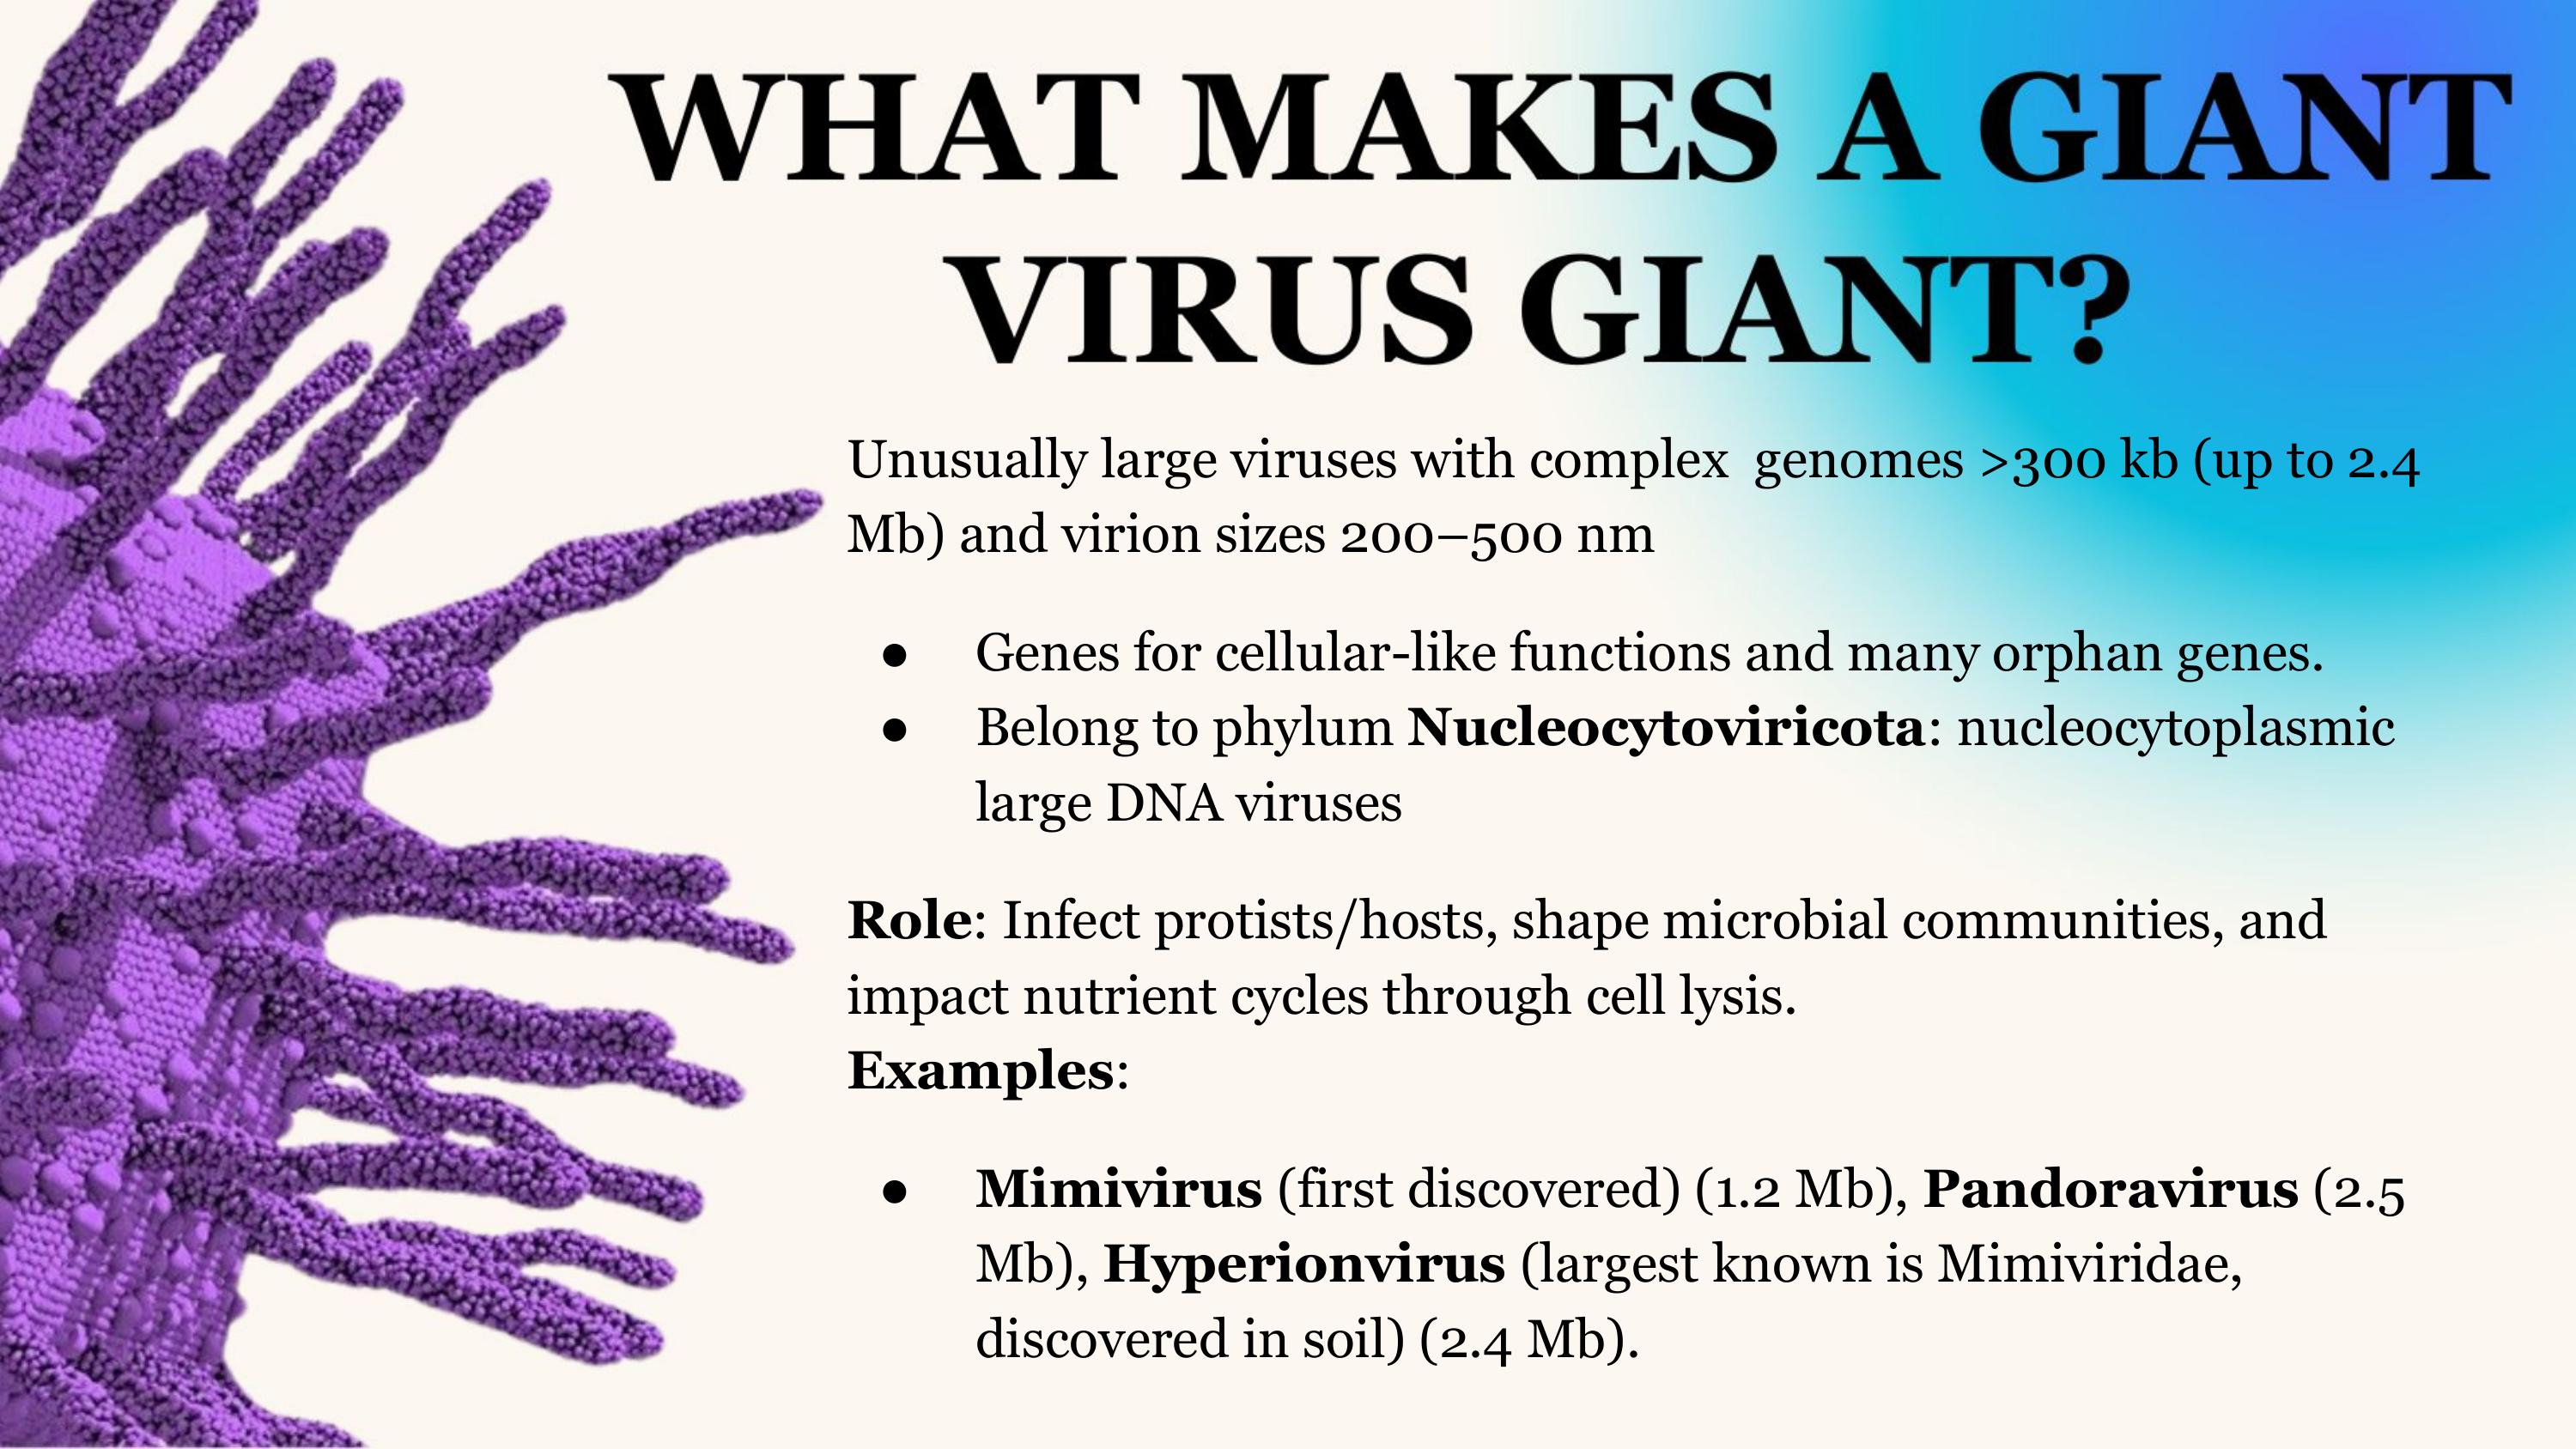 WHAT MAKES A GIANT
VIRUS GIANT?
Unusually large viruses with complex  genomes >300 kb (up to 2.4
Mb) and virion sizes 200–500 nm
● Genes for cellular-like functions and many orphan genes.
● Belong to phylum Nucleocytoviricota: nucleocytoplasmic
large DNA viruses
Role: Infect protists/hosts, shape microbial communities, and
impact nutrient cycles through cell lysis.
Examples:
● Mimivirus (first discovered) (1.2 Mb), Pandoravirus (2.5
Mb), Hyperionvirus (largest known is Mimiviridae,
discovered in soil) (2.4 Mb).